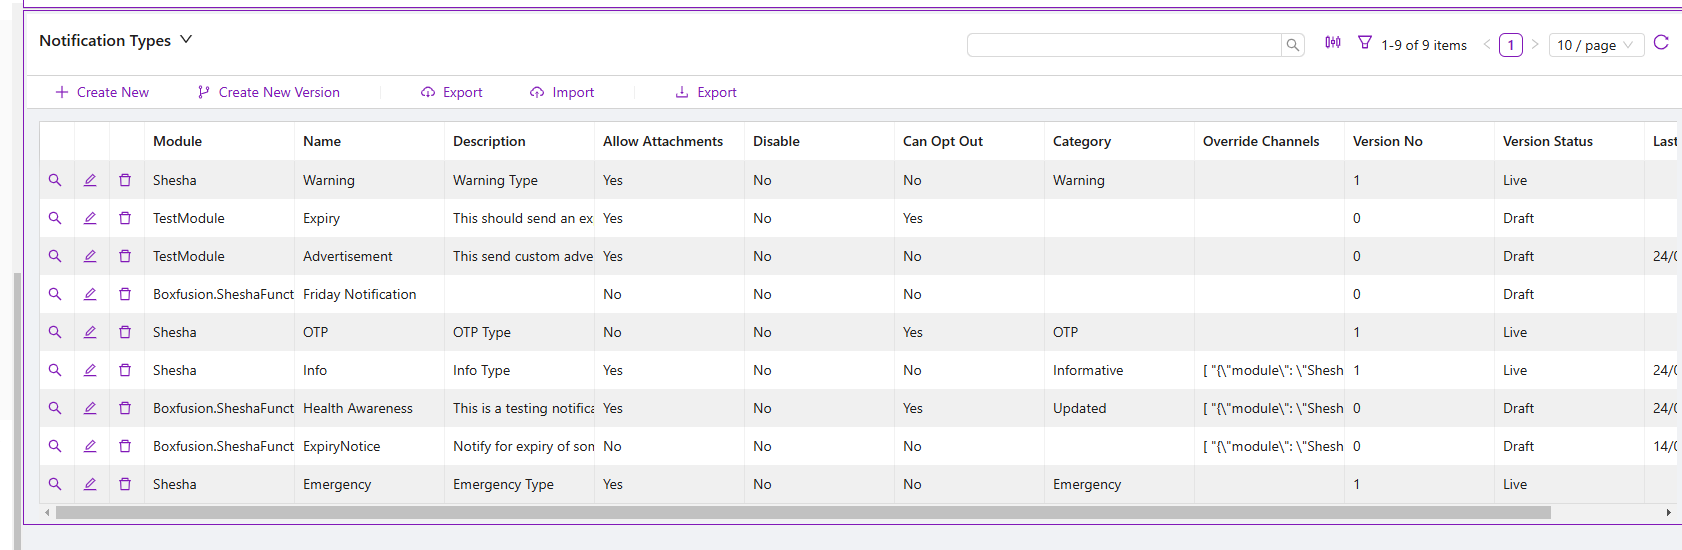 Notification Types 1-9 of 9 items 1 10 / page
Create New Create New Version Export Import Export
Module Name Description Allow Attachments Disable Can Opt Out Category Override Channels Version No Version Status Last
Shesha Warning Warning Type Yes No No Warning 1 Live
TestModule Expiry This should send an ex Yes No Yes 0 Draft
TestModule Advertisement This send custom adve Yes No No 0 Draft 24/0
Boxfusion.SheshaFunct Friday Notification No No No 0 Draft
Shesha OTP OTP Type No No Yes OTP 1 Live
Shesha Info Info Type Yes No No Informative [ "{\"module\": \"Shesh 1 Live 24/0
Boxfusion.SheshaFunct Health Awareness This is a testing notifica Yes No Yes Updated [ "{\"module\": \"Shesh 0 Draft 24/0
Boxfusion.SheshaFunct ExpiryNotice Notify for expiry of som No No No [ "{\"module\": \"Shesh 0 Draft 14/0
Shesha Emergency Emergency Type Yes No No Emergency 1 Live